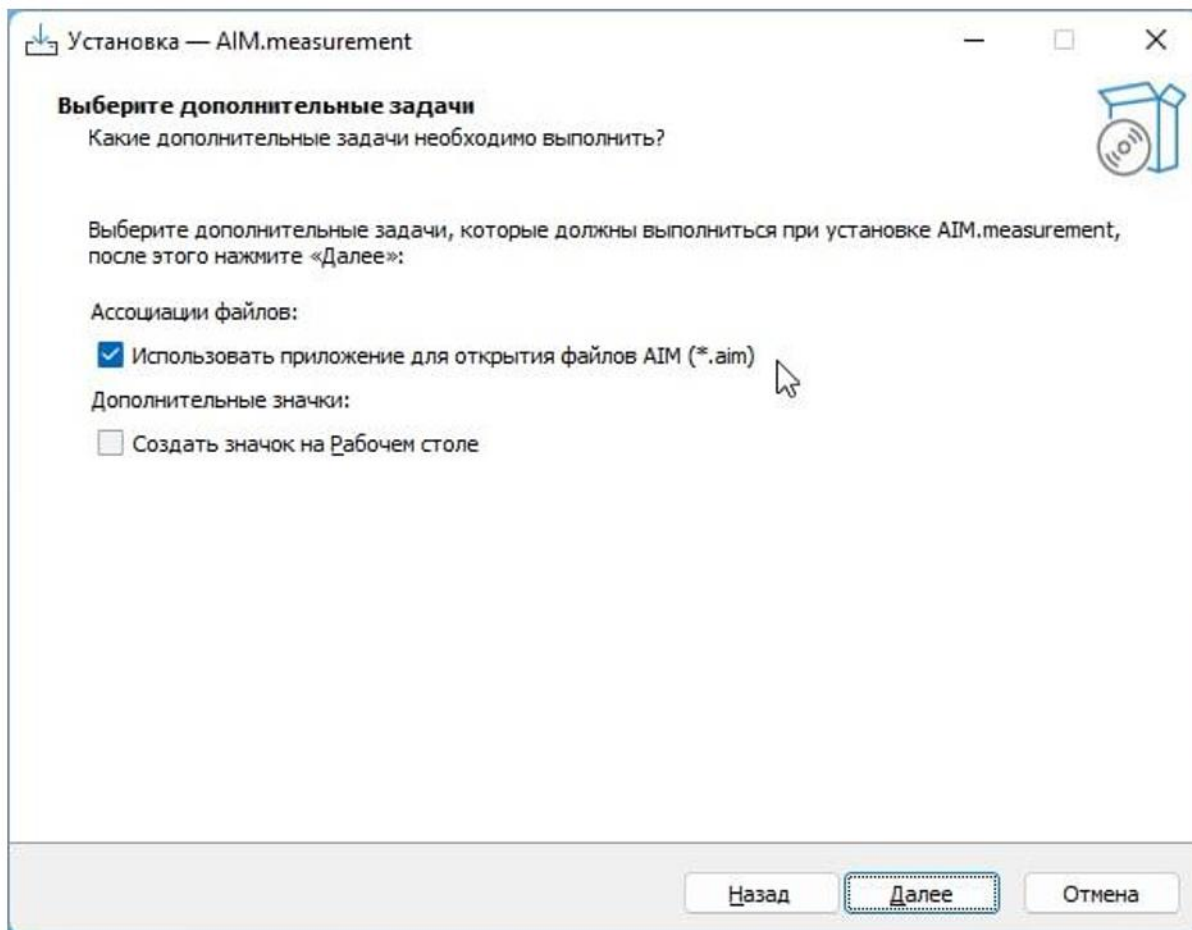 Установка — AIM.measurement
Выберите дополнительные задачи
Какие дополнительные задачи необходимо выполнить?
Выберите дополнительные задачи, которые должны выполниться при установке AIM.measurement,
после этого нажмите «Далее»:
Ассоциации файлов:
Использовать приложение для открытия файлов AIM (*.aim)
Дополнительные значки:
Создать значок на Рабочем столе
Назад
Далее
Отмена